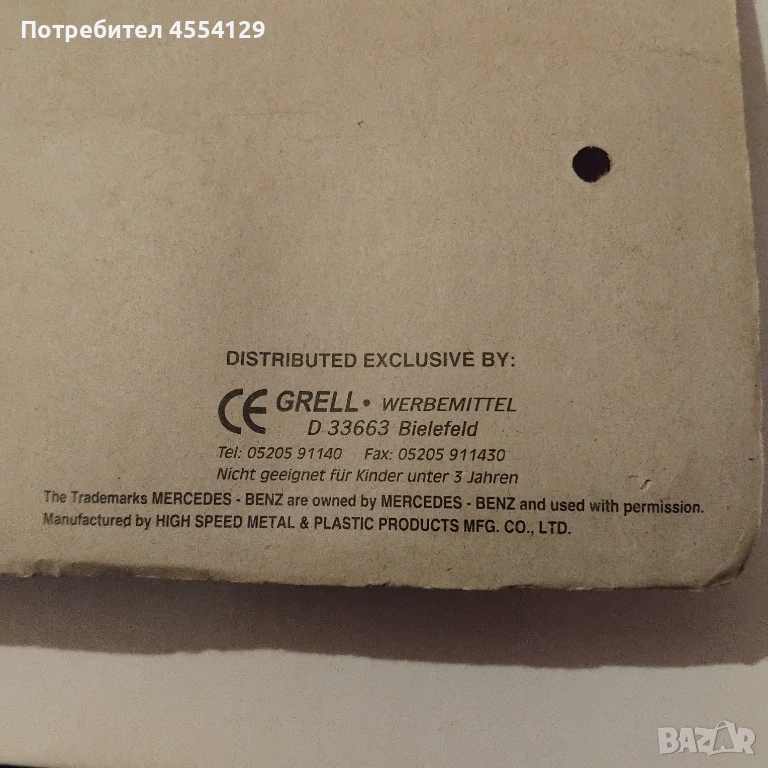 Потребител 4554129
DISTRIBUTED EXCLUSIVE BY:
CE GRELL • WERBEMITTEL
D 33663 Bielefeld
Tel: 05205 91140 Fax: 05205 911430
Nicht geeignet für Kinder unter 3 Jahren
The Trademarks MERCEDES - BENZ are owned by MERCEDES - BENZ and used with permission.
Manufactured by HIGH SPEED METAL & PLASTIC PRODUCTS MFG. CO., LTD.
BAZAR